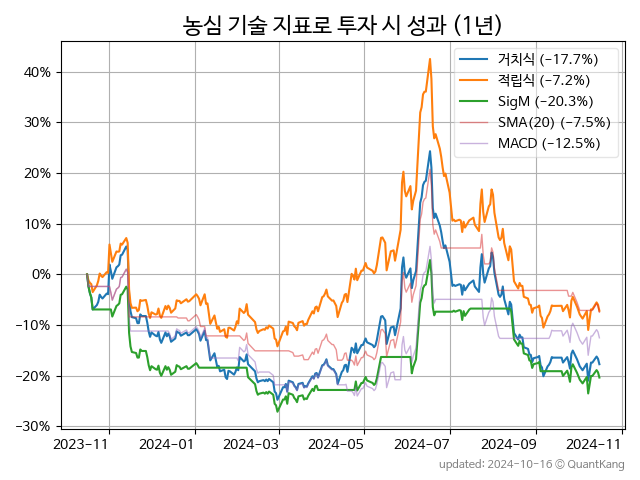 농심 기술 지표로 투자 시 성과 (1년)
거치식 (−17.7%)
적립식 (−7.2%)
SigM (−20.3%)
SMA(20) (−7.5%)
MACD (−12.5%)
40%
30%
20%
10%
0%
−10%
−20%
−30%
2023-11 2024-01 2024-03 2024-05 2024-07 2024-09 2024-11
updated: 2024-10-16 © QuantKang